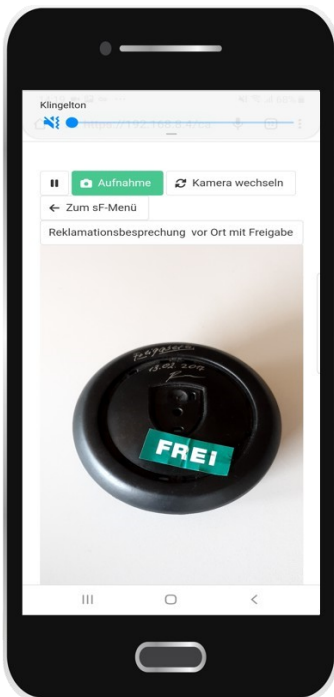 Klingelton
Aufnahme
Kamera wechseln
← Zum sF-Menü
Reklamationsbesprechung vor Ort mit Freigabe
FREI